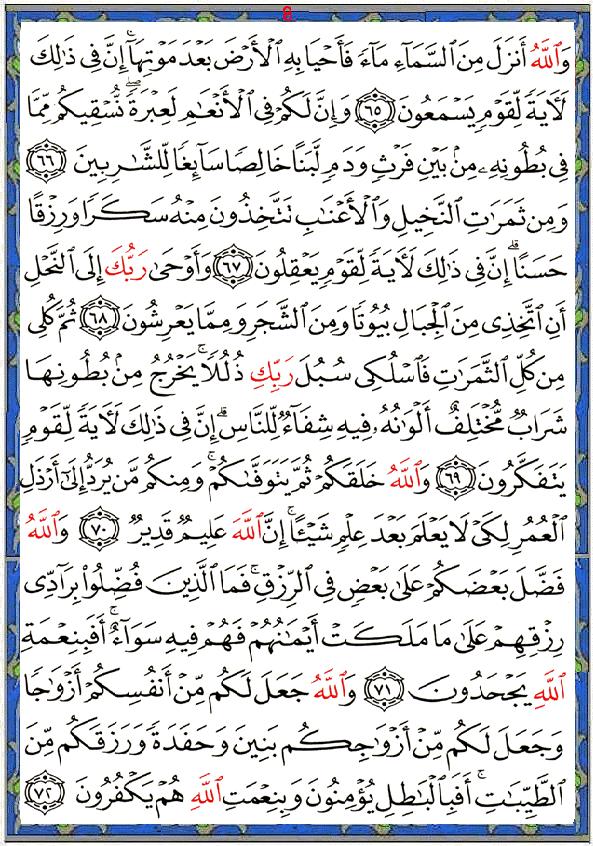 وَٱللَّهُ أَنزَلَ مِنَ ٱلسَّمَآءِ مَآءً فَأَحْيَا بِهِ ٱلْأَرْضَ بَعْدَ مَوْتِهَآ ۚ إِنَّ فِى ذَٰلِكَ
لَـَٔايَةً لِّقَوْمٍ يَسْمَعُونَ ٦٥ وَإِنَّ لَكُمْ فِى ٱلْأَنْعَـٰمِ لَعِبْرَةً ۖ نُّسْقِيكُم مِّمَّا
فِى بُطُونِهِۦ مِنۢ بَيْنِ فَرْثٍ وَدَمٍ لَّبَنًا خَالِصًا سَآئِغًا لِّلشَّـٰرِبِينَ ٦٦
وَمِن ثَمَرَٰتِ ٱلنَّخِيلِ وَٱلْأَعْنَـٰبِ تَتَّخِذُونَ مِنْهُ سَكَرًا وَرِزْقًا
حَسَنًا ۗ إِنَّ فِى ذَٰلِكَ لَـَٔايَةً لِّقَوْمٍ يَعْقِلُونَ ٦٧ وَأَوْحَىٰ رَبُّكَ إِلَى ٱلنَّحْلِ
أَنِ ٱتَّخِذِى مِنَ ٱلْجِبَالِ بُيُوتًا وَمِنَ ٱلشَّجَرِ وَمِمَّا يَعْرِشُونَ ٦٨ ثُمَّ كُلِى
مِن كُلِّ ٱلثَّمَرَٰتِ فَٱسْلُكِى سُبُلَ رَبِّكِ ذُلُلًا ۚ يَخْرُجُ مِنۢ بُطُونِهَا
شَرَابٌ مُّخْتَلِفٌ أَلْوَٰنُهُۥ فِيهِ شِفَآءٌ لِّلنَّاسِ ۗ إِنَّ فِى ذَٰلِكَ لَـَٔايَةً لِّقَوْمٍ
يَتَفَكَّرُونَ ٦٩ وَٱللَّهُ خَلَقَكُمْ ثُمَّ يَتَوَفَّىٰكُمْ ۚ وَمِنكُم مَّن يُرَدُّ إِلَىٰٓ أَرْذَلِ
ٱلْعُمُرِ لِكَىْ لَا يَعْلَمَ بَعْدَ عِلْمٍ شَيْـًٔا ۚ إِنَّ ٱللَّهَ عَلِيمٌ قَدِيرٌ ٧٠ وَٱللَّهُ
فَضَّلَ بَعْضَكُمْ عَلَىٰ بَعْضٍ فِى ٱلرِّزْقِ ۚ فَمَا ٱلَّذِينَ فُضِّلُوا۟ بِرَآدِّى
رِزْقِهِمْ عَلَىٰ مَا مَلَكَتْ أَيْمَـٰنُهُمْ فَهُمْ فِيهِ سَوَآءٌ ۚ أَفَبِنِعْمَةِ
ٱللَّهِ يَجْحَدُونَ ٧١ وَٱللَّهُ جَعَلَ لَكُم مِّنْ أَنفُسِكُمْ أَزْوَٰجًا
وَجَعَلَ لَكُم مِّنْ أَزْوَٰجِكُم بَنِينَ وَحَفَدَةً وَرَزَقَكُم مِّنَ
ٱلطَّيِّبَـٰتِ ۚ أَفَبِٱلْبَـٰطِلِ يُؤْمِنُونَ وَبِنِعْمَتِ ٱللَّهِ هُمْ يَكْفُرُونَ ٧٢